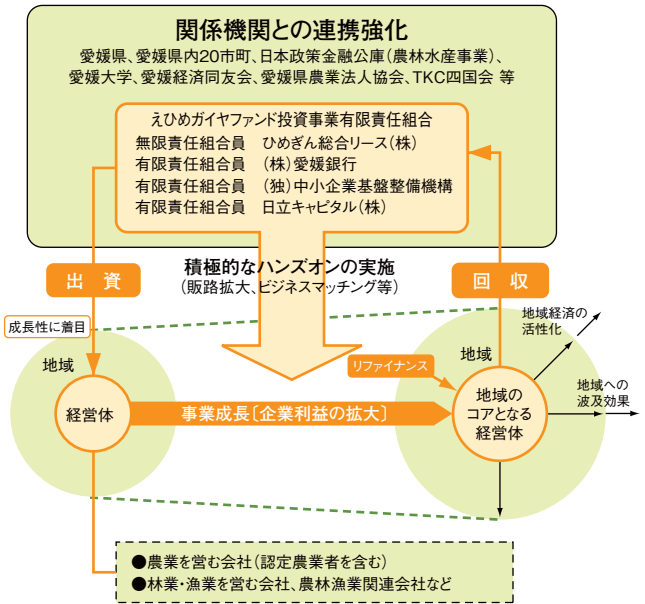 関係機関との連携強化
愛媛県、愛媛県内20市町、日本政策金融公庫（農林水産事業）、
愛媛大学、愛媛経済同友会、愛媛県農業法人協会、TKC四国会 等
えひめガイヤファンド投資事業有限責任組合
無限責任組合員　ひめぎん総合リース（株）
有限責任組合員　（株）愛媛銀行
有限責任組合員　（独）中小企業基盤整備機構
有限責任組合員　日立キャピタル（株）
出 資
積極的なハンズオンの実施
（販路拡大、ビジネスマッチング等）
回 収
成長性に着目
地域
経営体
事業成長〔企業利益の拡大〕
リファイナンス
地域
地域の
コアとなる
経営体
地域経済の
活性化
地域への
波及効果
●農業を営む会社（認定農業者を含む）
●林業・漁業を営む会社、農林漁業関連会社など